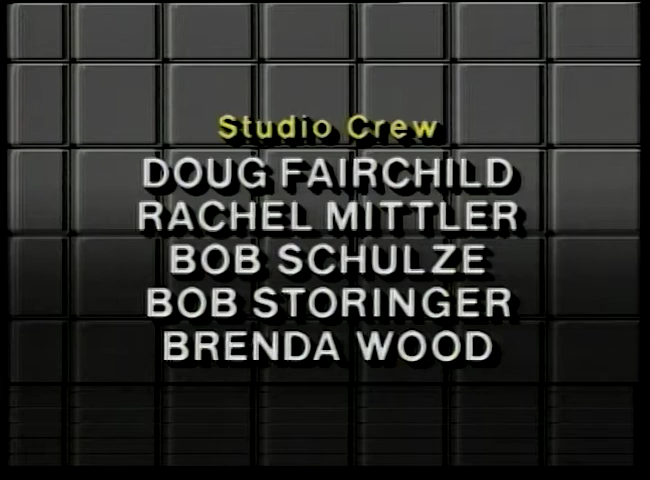 Studio Crew
DOUG FAIRCHILD
RACHEL MITTLER
BOB SCHULZE
BOB STORINGER
BRENDA WOOD